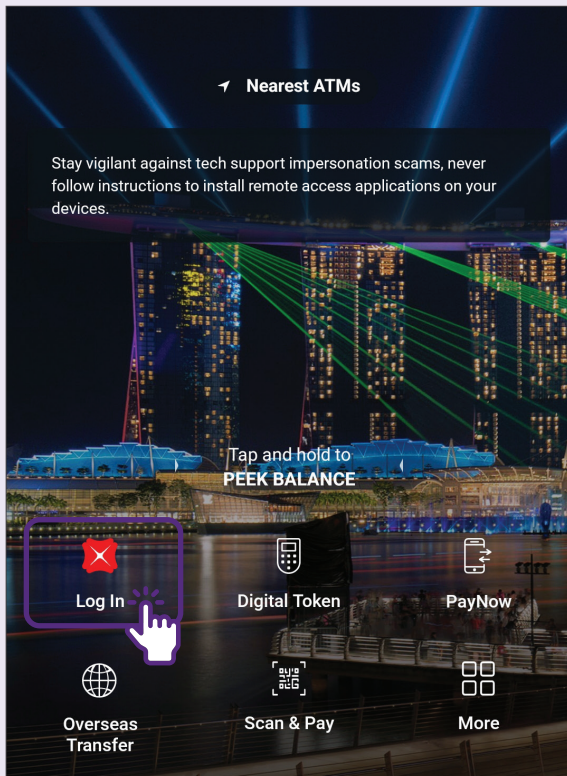 Nearest ATMs
Stay vigilant against tech support impersonation scams, never
follow instructions to install remote access applications on your
devices.
Tap and hold to
PEEK BALANCE
Log In
Digital Token
PayNow
Overseas
Transfer
Scan & Pay
More